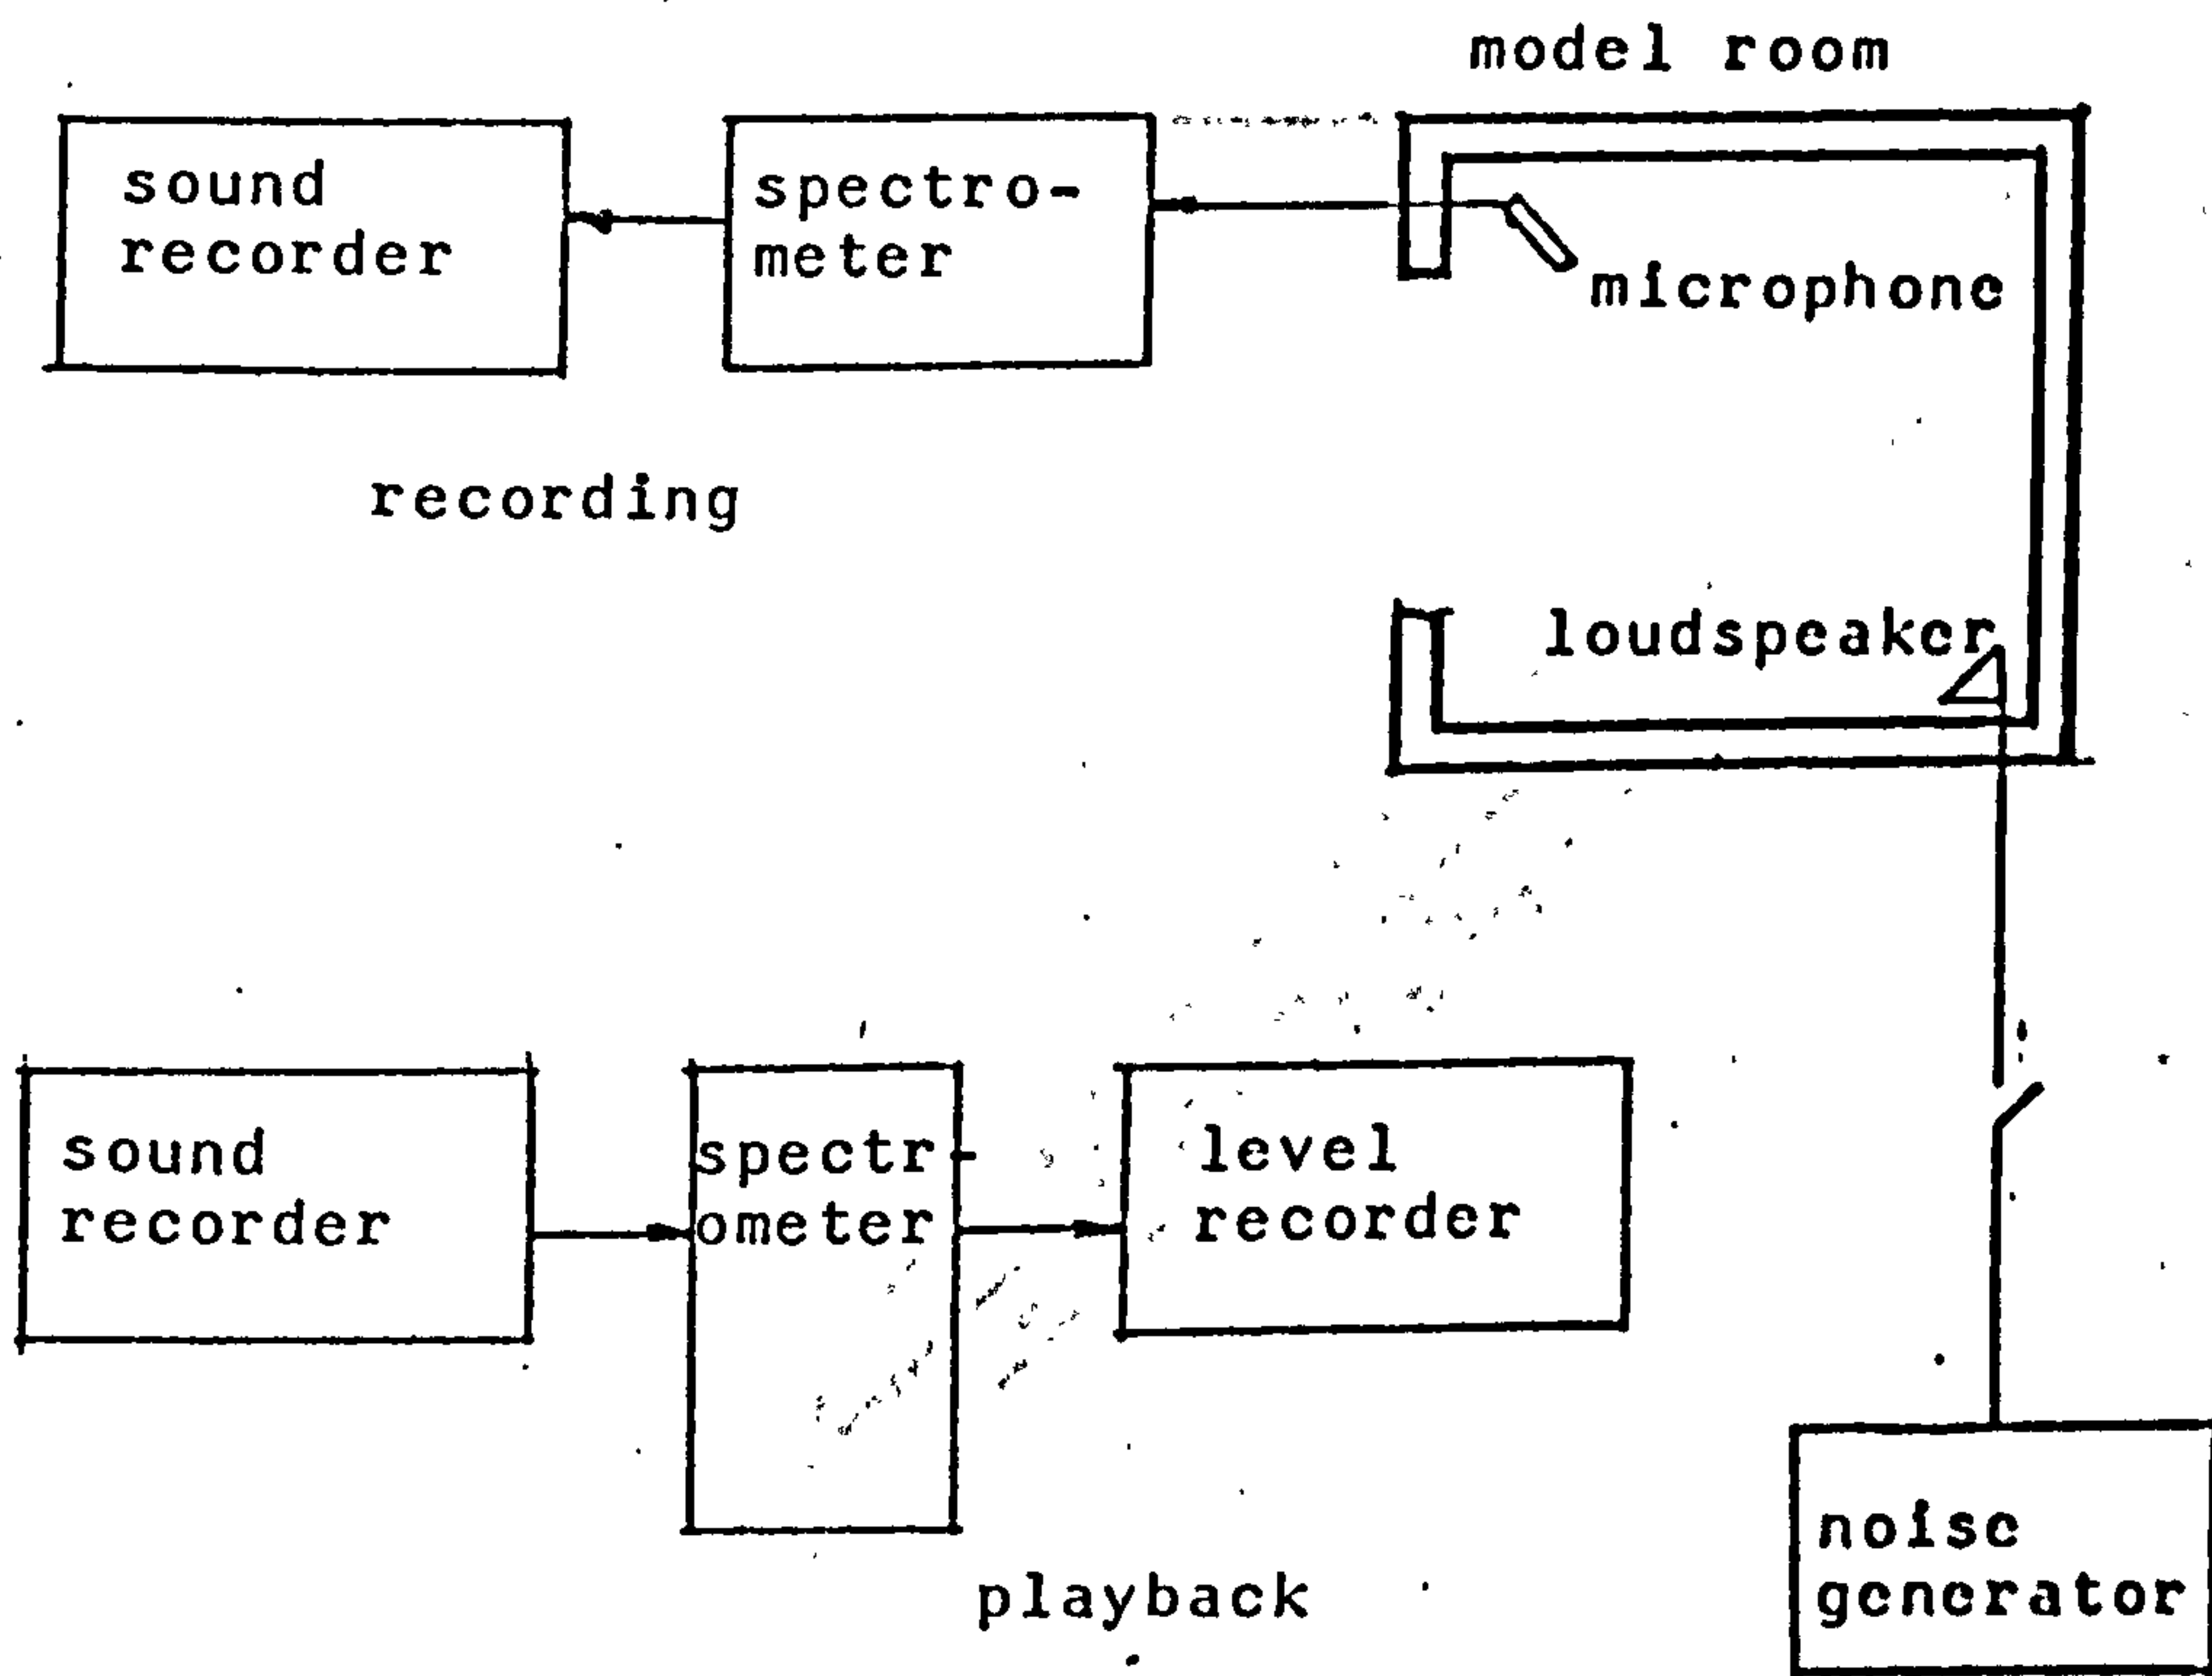 model room
sound
recorder
spectro-
meter
microphone
recording
loudspeaker
sound
recorder
spectr-
ometer
level
recorder
playback
noise
generator